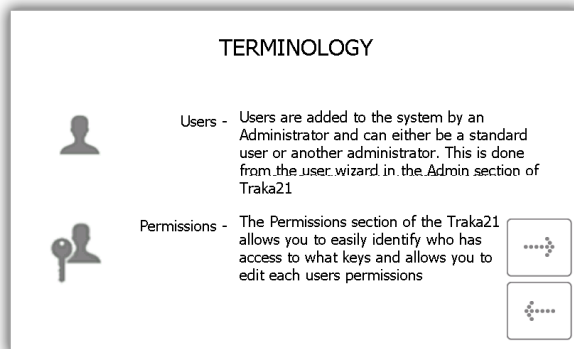 TERMINOLOGY
Users - Users are added to the system by an
Administrator and can either be a standard
user or another administrator. This is done
from the user wizard in the Admin section of
Traka21
Permissions - The Permissions section of the Traka21
allows you to easily identify who has
access to what keys and allows you to
edit each users permissions